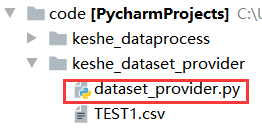 code [PycharmProjects]
keshe_dataprocess
keshe_dataset_provider
dataset_provider.py
TEST1.csv